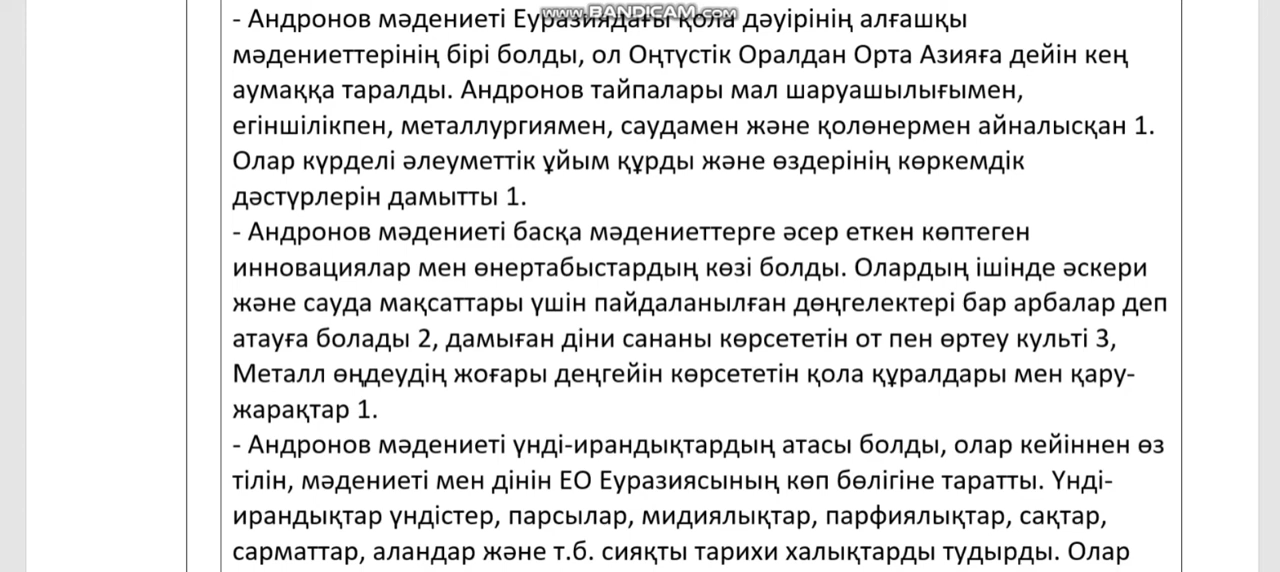 www.BANDICAM.com
- Андронов мәдениеті Еуразиядағы қола дәуірінің алғашқы
мәдениеттерінің бірі болды, ол Оңтүстік Оралдан Орта Азияға дейін кең
аумаққа таралды. Андронов тайпалары мал шаруашылығымен,
егіншілікпен, металлургиямен, саудамен және қолөнермен айналысқан 1.
Олар күрделі әлеуметтік ұйым құрды және өздерінің көркемдік
дәстүрлерін дамытты 1.
- Андронов мәдениеті басқа мәдениеттерге әсер еткен көптеген
инновациялар мен өнертабыстардың көзі болды. Олардың ішінде әскери
және сауда мақсаттары үшін пайдаланылған дөңгелектері бар арбалар деп
атауға болады 2, дамыған діни сананы көрсететін от пен өртеу культі 3,
Металл өңдеудің жоғары деңгейін көрсететін қола құралдары мен қару-
жарақтар 1.
- Андронов мәдениеті үнді-ирандықтардың атасы болды, олар кейіннен өз
тілін, мәдениеті мен дінін ЕО Еуразиясының көп бөлігіне таратты. Үнді-
ирандықтар үндістер, парсылар, мидиялықтар, парфиялықтар, сақтар,
сарматтар, аландар және т.б. сияқты тарихи халықтарды тудырды. Олар